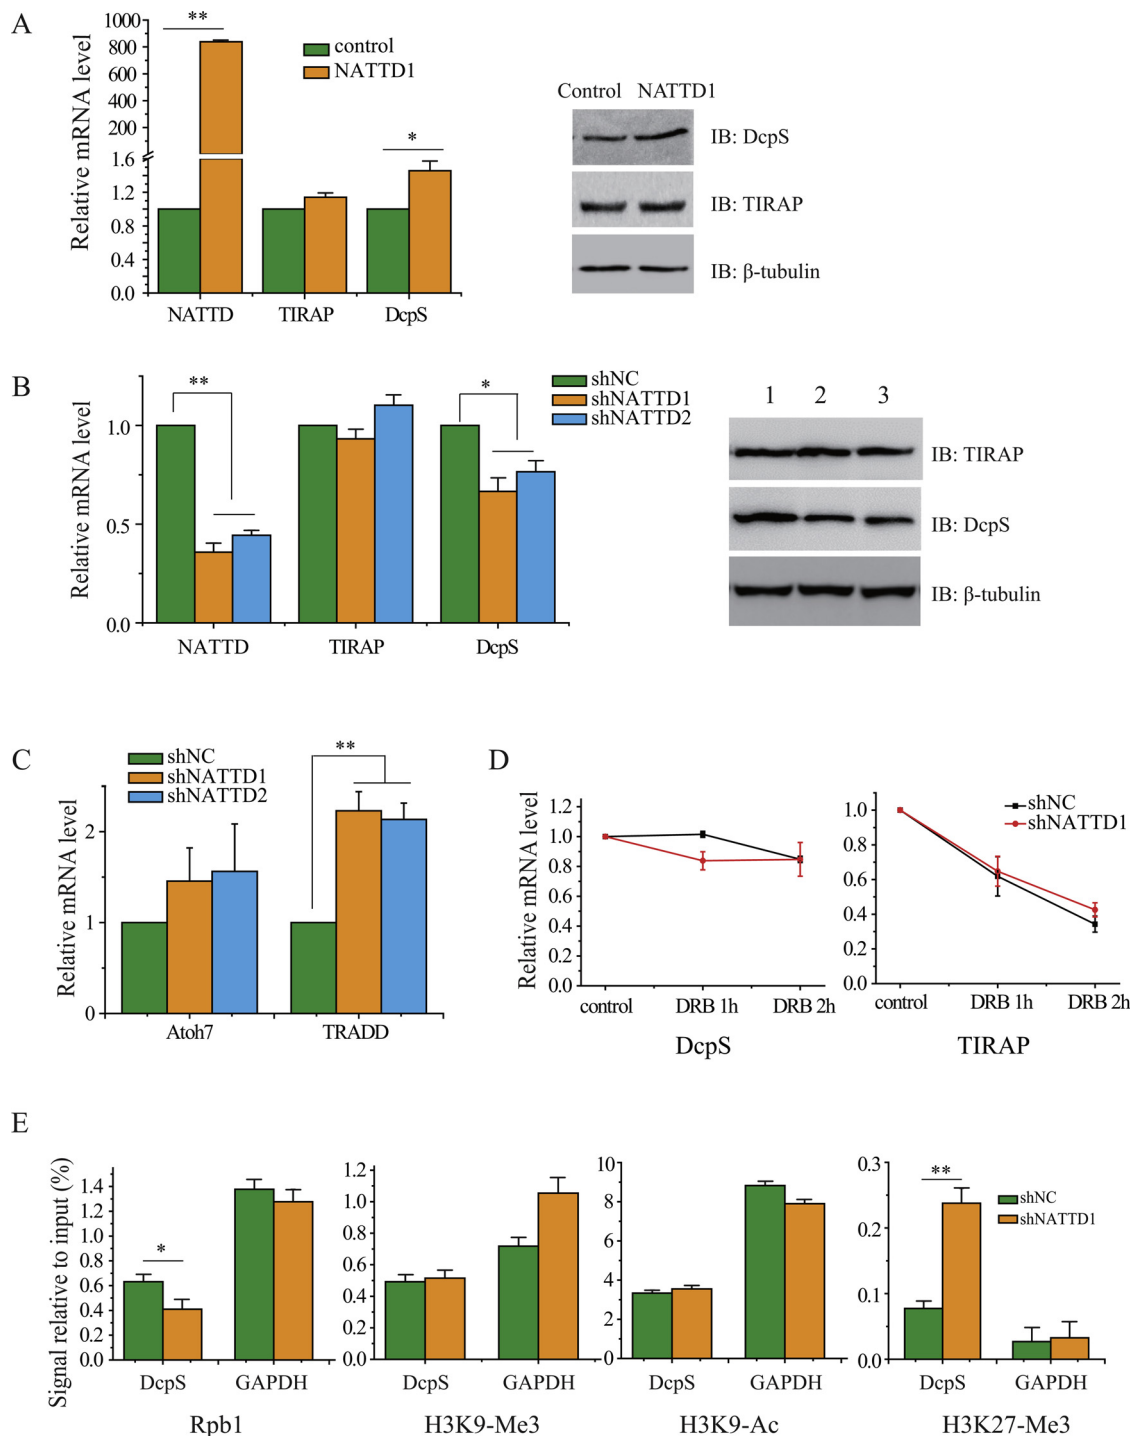 A
Relative mRNA level
1000
800
600
400
200
1.6
1.2
0.8
0.4
0.0
**
*
control
NATTD1
NATTD TIRAP DcpS
Control NATTD1
IB: DcpS
IB: TIRAP
IB: β-tubulin
B
Relative mRNA level
1.0
0.5
0.0
**
*
shNC
shNATTD1
shNATTD2
NATTD TIRAP DcpS
1 2 3
IB: TIRAP
IB: DcpS
IB: β-tubulin
C
Relative mRNA level
2
1
0
shNC
shNATTD1
shNATTD2
**
Atoh7 TRADD
D
Relative mRNA level
1.2
1.0
0.8
0.6
0.4
0.2
0.0
control DRB 1h DRB 2h
DcpS
1.0
0.8
0.6
0.4
0.2
0.0
shNC
shNATTD1
control DRB 1h DRB 2h
TIRAP
E
Signal relative to input (%)
1.4
1.2
1.0
0.8
0.6
0.4
0.2
0.0
*
DcpS GAPDH
Rpb1
1.2
1.0
0.8
0.6
0.4
0.2
0.0
DcpS GAPDH
H3K9-Me3
10
8
6
4
2
0
DcpS GAPDH
H3K9-Ac
0.3
0.2
0.1
0.0
**
shNC
shNATTD1
DcpS GAPDH
H3K27-Me3